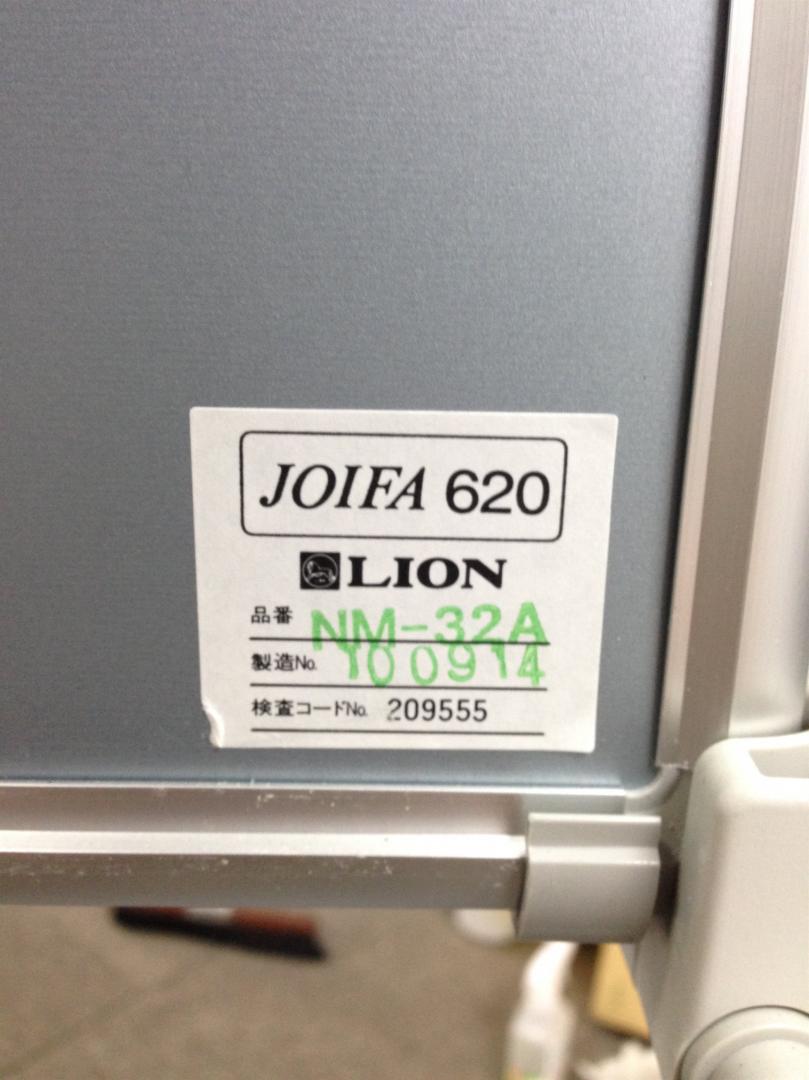 JOIFA 620
LION
品番 NM-32A
製造No. 100914
検査コードNo. 209555